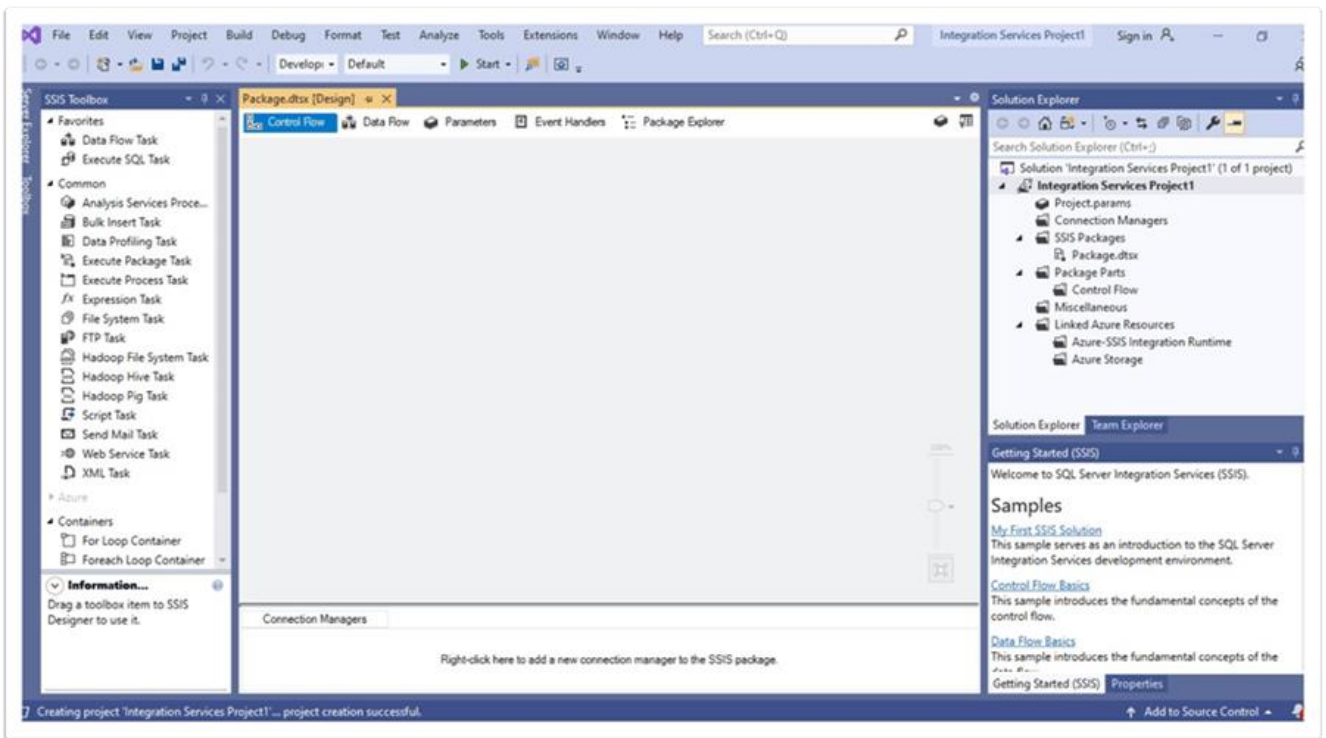 File Edit View Project Build Debug Format Test Analyze Tools Extensions Window Help Search (Ctrl+Q) Integration Services Project1 Sign in
Develop Default Start
Server Explorer
Toolbox
SSIS Toolbox
Favorites
Data Flow Task
Execute SQL Task
Common
Analysis Services Proce...
Bulk Insert Task
Data Profiling Task
Execute Package Task
Execute Process Task
Expression Task
File System Task
FTP Task
Hadoop File System Task
Hadoop Hive Task
Hadoop Pig Task
Script Task
Send Mail Task
Web Service Task
XML Task
Azure
Containers
For Loop Container
Foreach Loop Container
Information...
Drag a toolbox item to SSIS
Designer to use it.
Package.dtsx [Design]
Control Flow Data Flow Parameters Event Handlers Package Explorer
100%
Connection Managers
Right-click here to add a new connection manager to the SSIS package.
Solution Explorer
Search Solution Explorer (Ctrl+;)
Solution 'Integration Services Project1' (1 of 1 project)
Integration Services Project1
Project.params
Connection Managers
SSIS Packages
Package.dtsx
Package Parts
Control Flow
Miscellaneous
Linked Azure Resources
Azure-SSIS Integration Runtime
Azure Storage
Solution Explorer Team Explorer
Getting Started (SSIS)
Welcome to SQL Server Integration Services (SSIS).
Samples
My First SSIS Solution
This sample serves as an introduction to the SQL Server
Integration Services development environment.
Control Flow Basics
This sample introduces the fundamental concepts of the
control flow.
Data Flow Basics
This sample introduces the fundamental concepts of the
Getting Started (SSIS) Properties
Creating project 'Integration Services Project1'... project creation successful. Add to Source Control